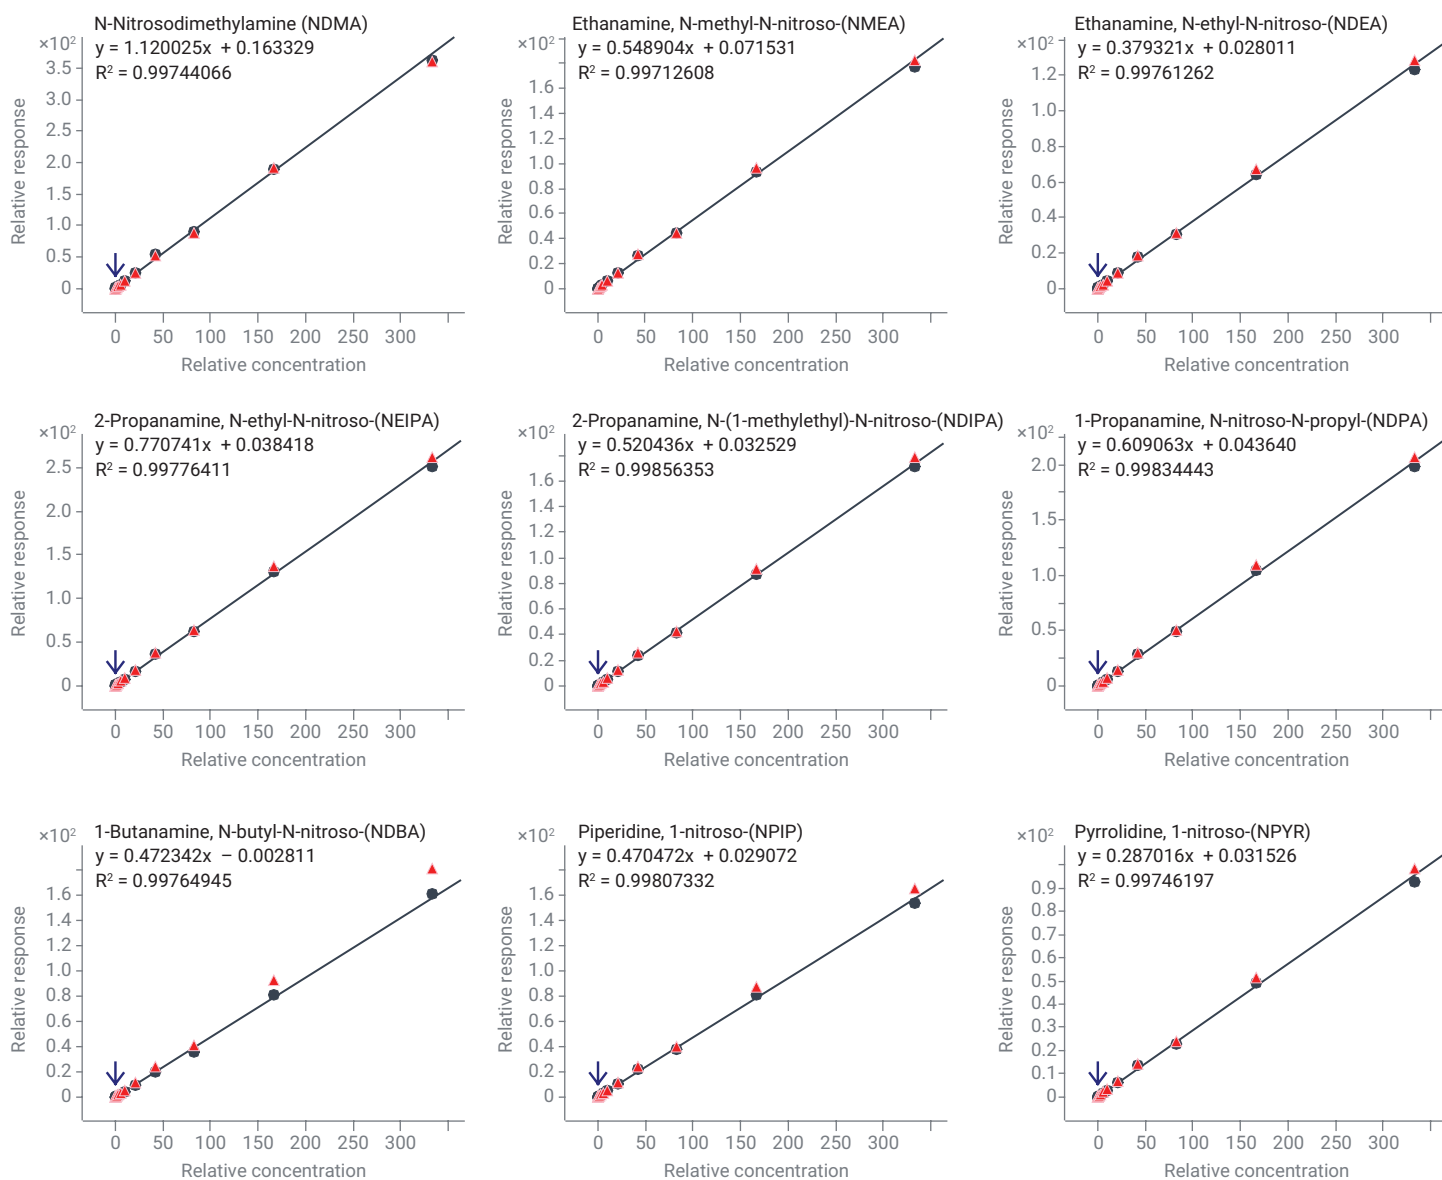 N-Nitrosodimethylamine (NDMA)
y = 1.120025x + 0.163329
R² = 0.99744066
×10²
3.5
3.0
2.5
2.0
1.5
1.0
0.5
0
Relative response
0 50 100 150 200 250 300
Relative concentration
Ethanamine, N-methyl-N-nitroso-(NMEA)
y = 0.548904x + 0.071531
R² = 0.99712608
×10²
1.6
1.4
1.2
1.0
0.8
0.6
0.4
0.2
0
Relative response
0 50 100 150 200 250 300
Relative concentration
Ethanamine, N-ethyl-N-nitroso-(NDEA)
y = 0.379321x + 0.028011
R² = 0.99761262
×10²
1.2
1.0
0.8
0.6
0.4
0.2
0
Relative response
0 50 100 150 200 250 300
Relative concentration
2-Propanamine, N-ethyl-N-nitroso-(NEIPA)
y = 0.770741x + 0.038418
R² = 0.99776411
×10²
2.5
2.0
1.5
1.0
0.5
0
Relative response
0 50 100 150 200 250 300
Relative concentration
2-Propanamine, N-(1-methylethyl)-N-nitroso-(NDIPA)
y = 0.520436x + 0.032529
R² = 0.99856353
×10²
1.6
1.4
1.2
1.0
0.8
0.6
0.4
0.2
0
Relative response
0 50 100 150 200 250 300
Relative concentration
1-Propanamine, N-nitroso-N-propyl-(NDPA)
y = 0.609063x + 0.043640
R² = 0.99834443
×10²
2.0
1.5
1.0
0.5
0
Relative response
0 50 100 150 200 250 300
Relative concentration
1-Butanamine, N-butyl-N-nitroso-(NDBA)
y = 0.472342x – 0.002811
R² = 0.99764945
×10²
1.6
1.4
1.2
1.0
0.8
0.6
0.4
0.2
0
Relative response
0 50 100 150 200 250 300
Relative concentration
Piperidine, 1-nitroso-(NPIP)
y = 0.470472x + 0.029072
R² = 0.99807332
×10²
1.6
1.4
1.2
1.0
0.8
0.6
0.4
0.2
0
Relative response
0 50 100 150 200 250 300
Relative concentration
Pyrrolidine, 1-nitroso-(NPYR)
y = 0.287016x + 0.031526
R² = 0.99746197
×10²
0.9
0.8
0.7
0.5
0.4
0.3
0.2
0.1
0
Relative response
0 50 100 150 200 250 300
Relative concentration